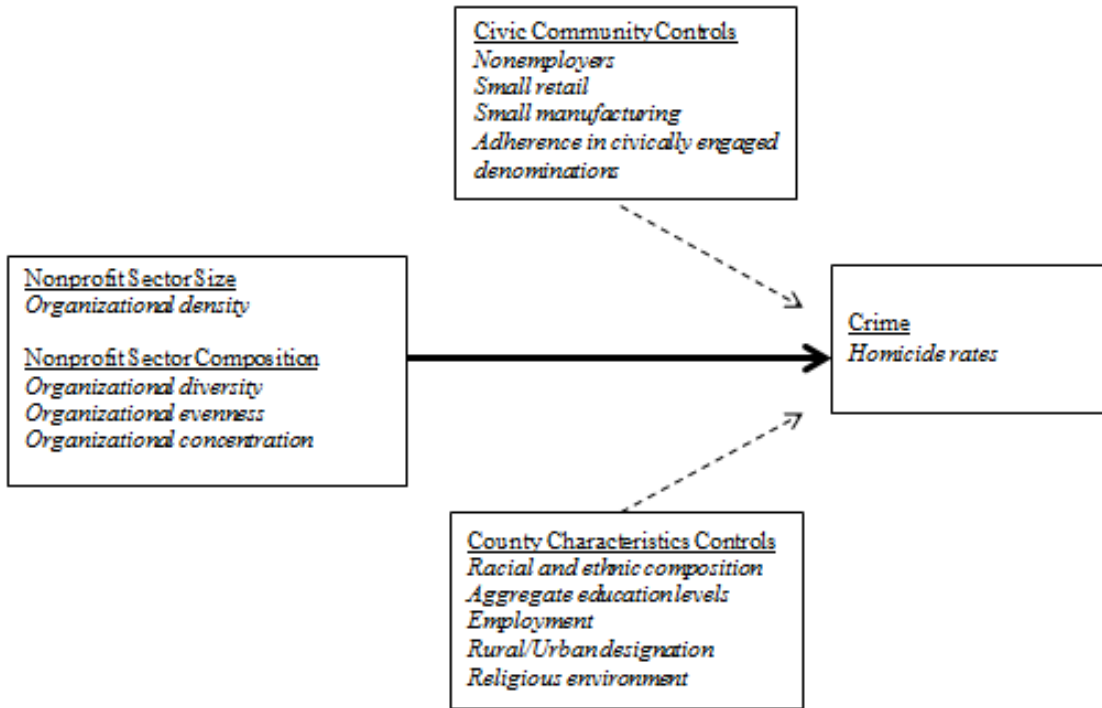 Civic Community Controls
Nonemployers
Small retail
Small manufacturing
Adherence in civically engaged
denominations
Nonprofit Sector Size
Organizational density
Nonprofit Sector Composition
Organizational diversity
Organizational evenness
Organizational concentration
Crime
Homicide rates
County Characteristics Controls
Racial and ethnic composition
Aggregate education levels
Employment
Rural/Urban designation
Religious environment